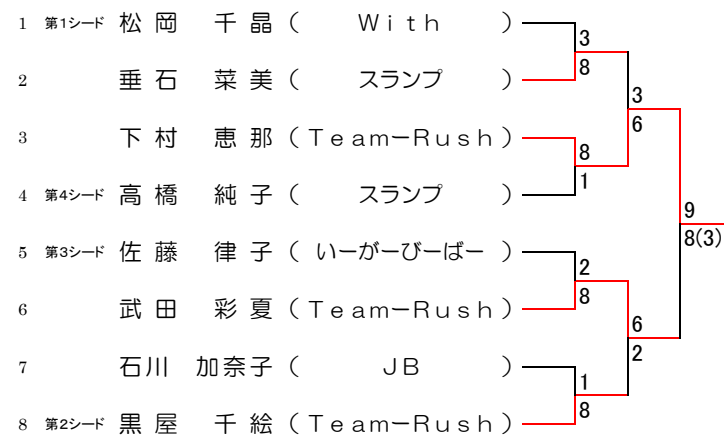 1 第1シード 松岡 千晶 ( With )
3
2 垂石 菜美 ( スランプ )
8
3
3 下村 恵那 (Team-Rush)
6
8
4 第4シード 高橋 純子 ( スランプ )
1
9
5 第3シード 佐藤 律子 (いーがーびーばー)
8(3)
2
6 武田 彩夏 (Team-Rush)
8
6
7 石川 加奈子 ( JB )
2
1
8 第2シード 黒屋 千絵 (Team-Rush)
8